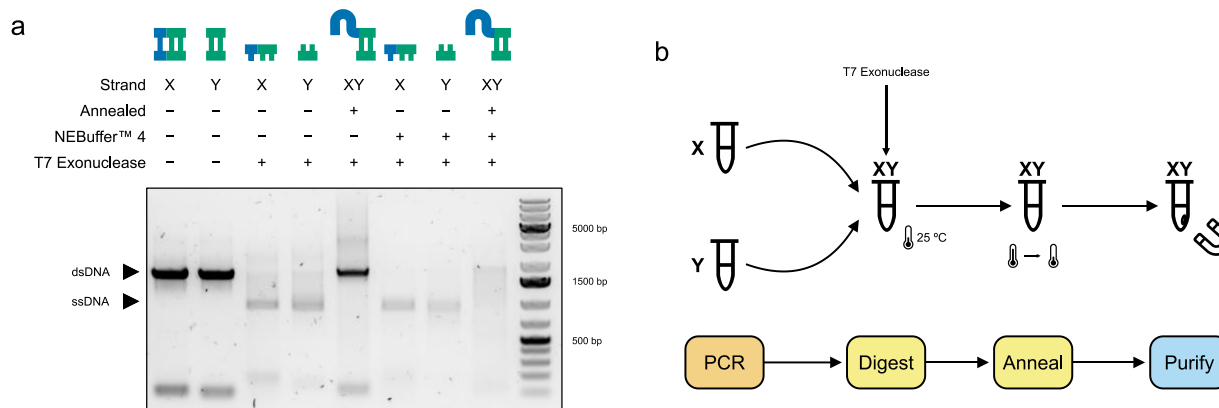 a
Strand X Y X Y XY X Y XY
Annealed – – – – + – – +
NEBuffer™ 4 – – – – – + + +
T7 Exonuclease – – + + + + + +
dsDNA
ssDNA
5000 bp
1500 bp
500 bp
b
T7 Exonuclease
X
Y
XY
25 ºC
XY
XY
PCR
Digest
Anneal
Purify